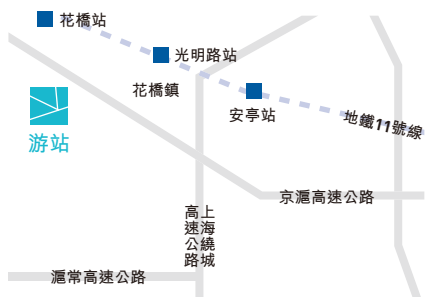 花橋站
光明路站
花橋鎮
安亭站
地鐵11號線
游站
京滬高速公路
上海繞城
高速公路
滬常高速公路